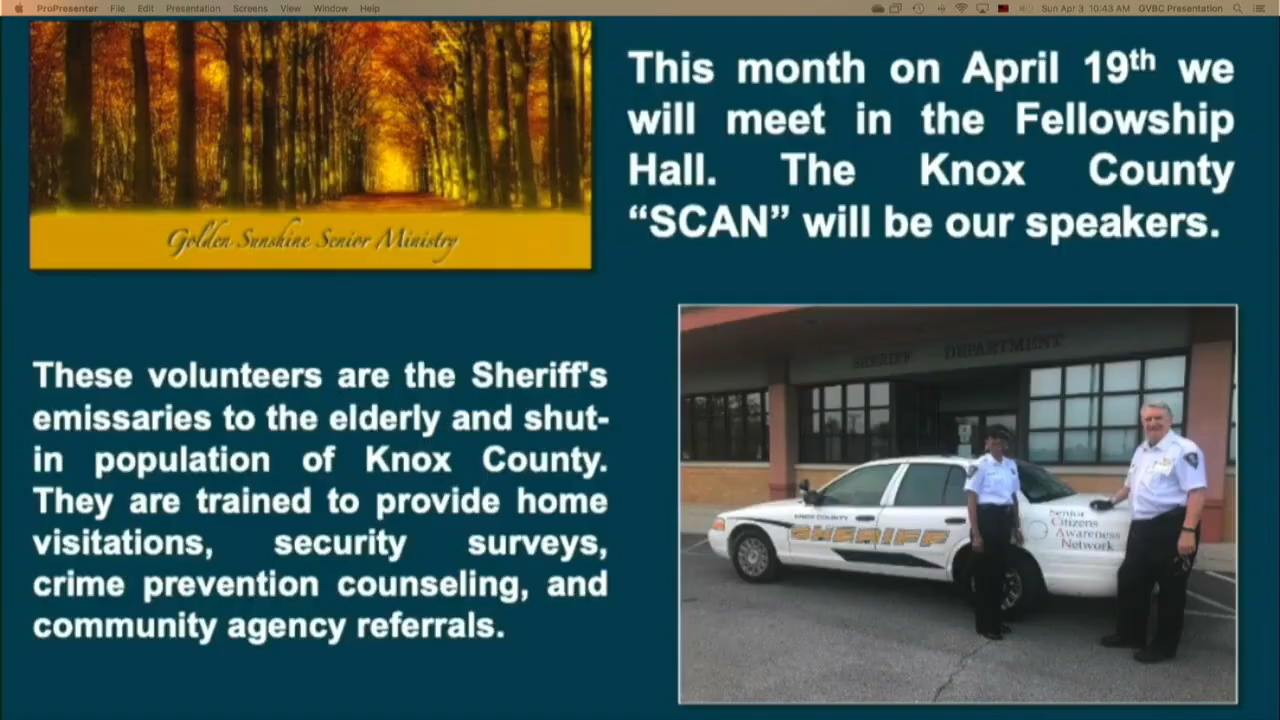 ProPresenter File Edit Presentation Screens View Window Help
Sun Apr 3 10:43 AM GVBC Presentation
This month on April 19th we
will meet in the Fellowship
Hall. The Knox County
“SCAN” will be our speakers.
Golden Sunshine Senior Ministry
These volunteers are the Sheriff's
emissaries to the elderly and shut-
in population of Knox County.
They are trained to provide home
visitations, security surveys,
crime prevention counseling, and
community agency referrals.
SHERIFF DEPARTMENT
KNOX COUNTY
SHERIFF
Senior
Citizens
Awareness
Network